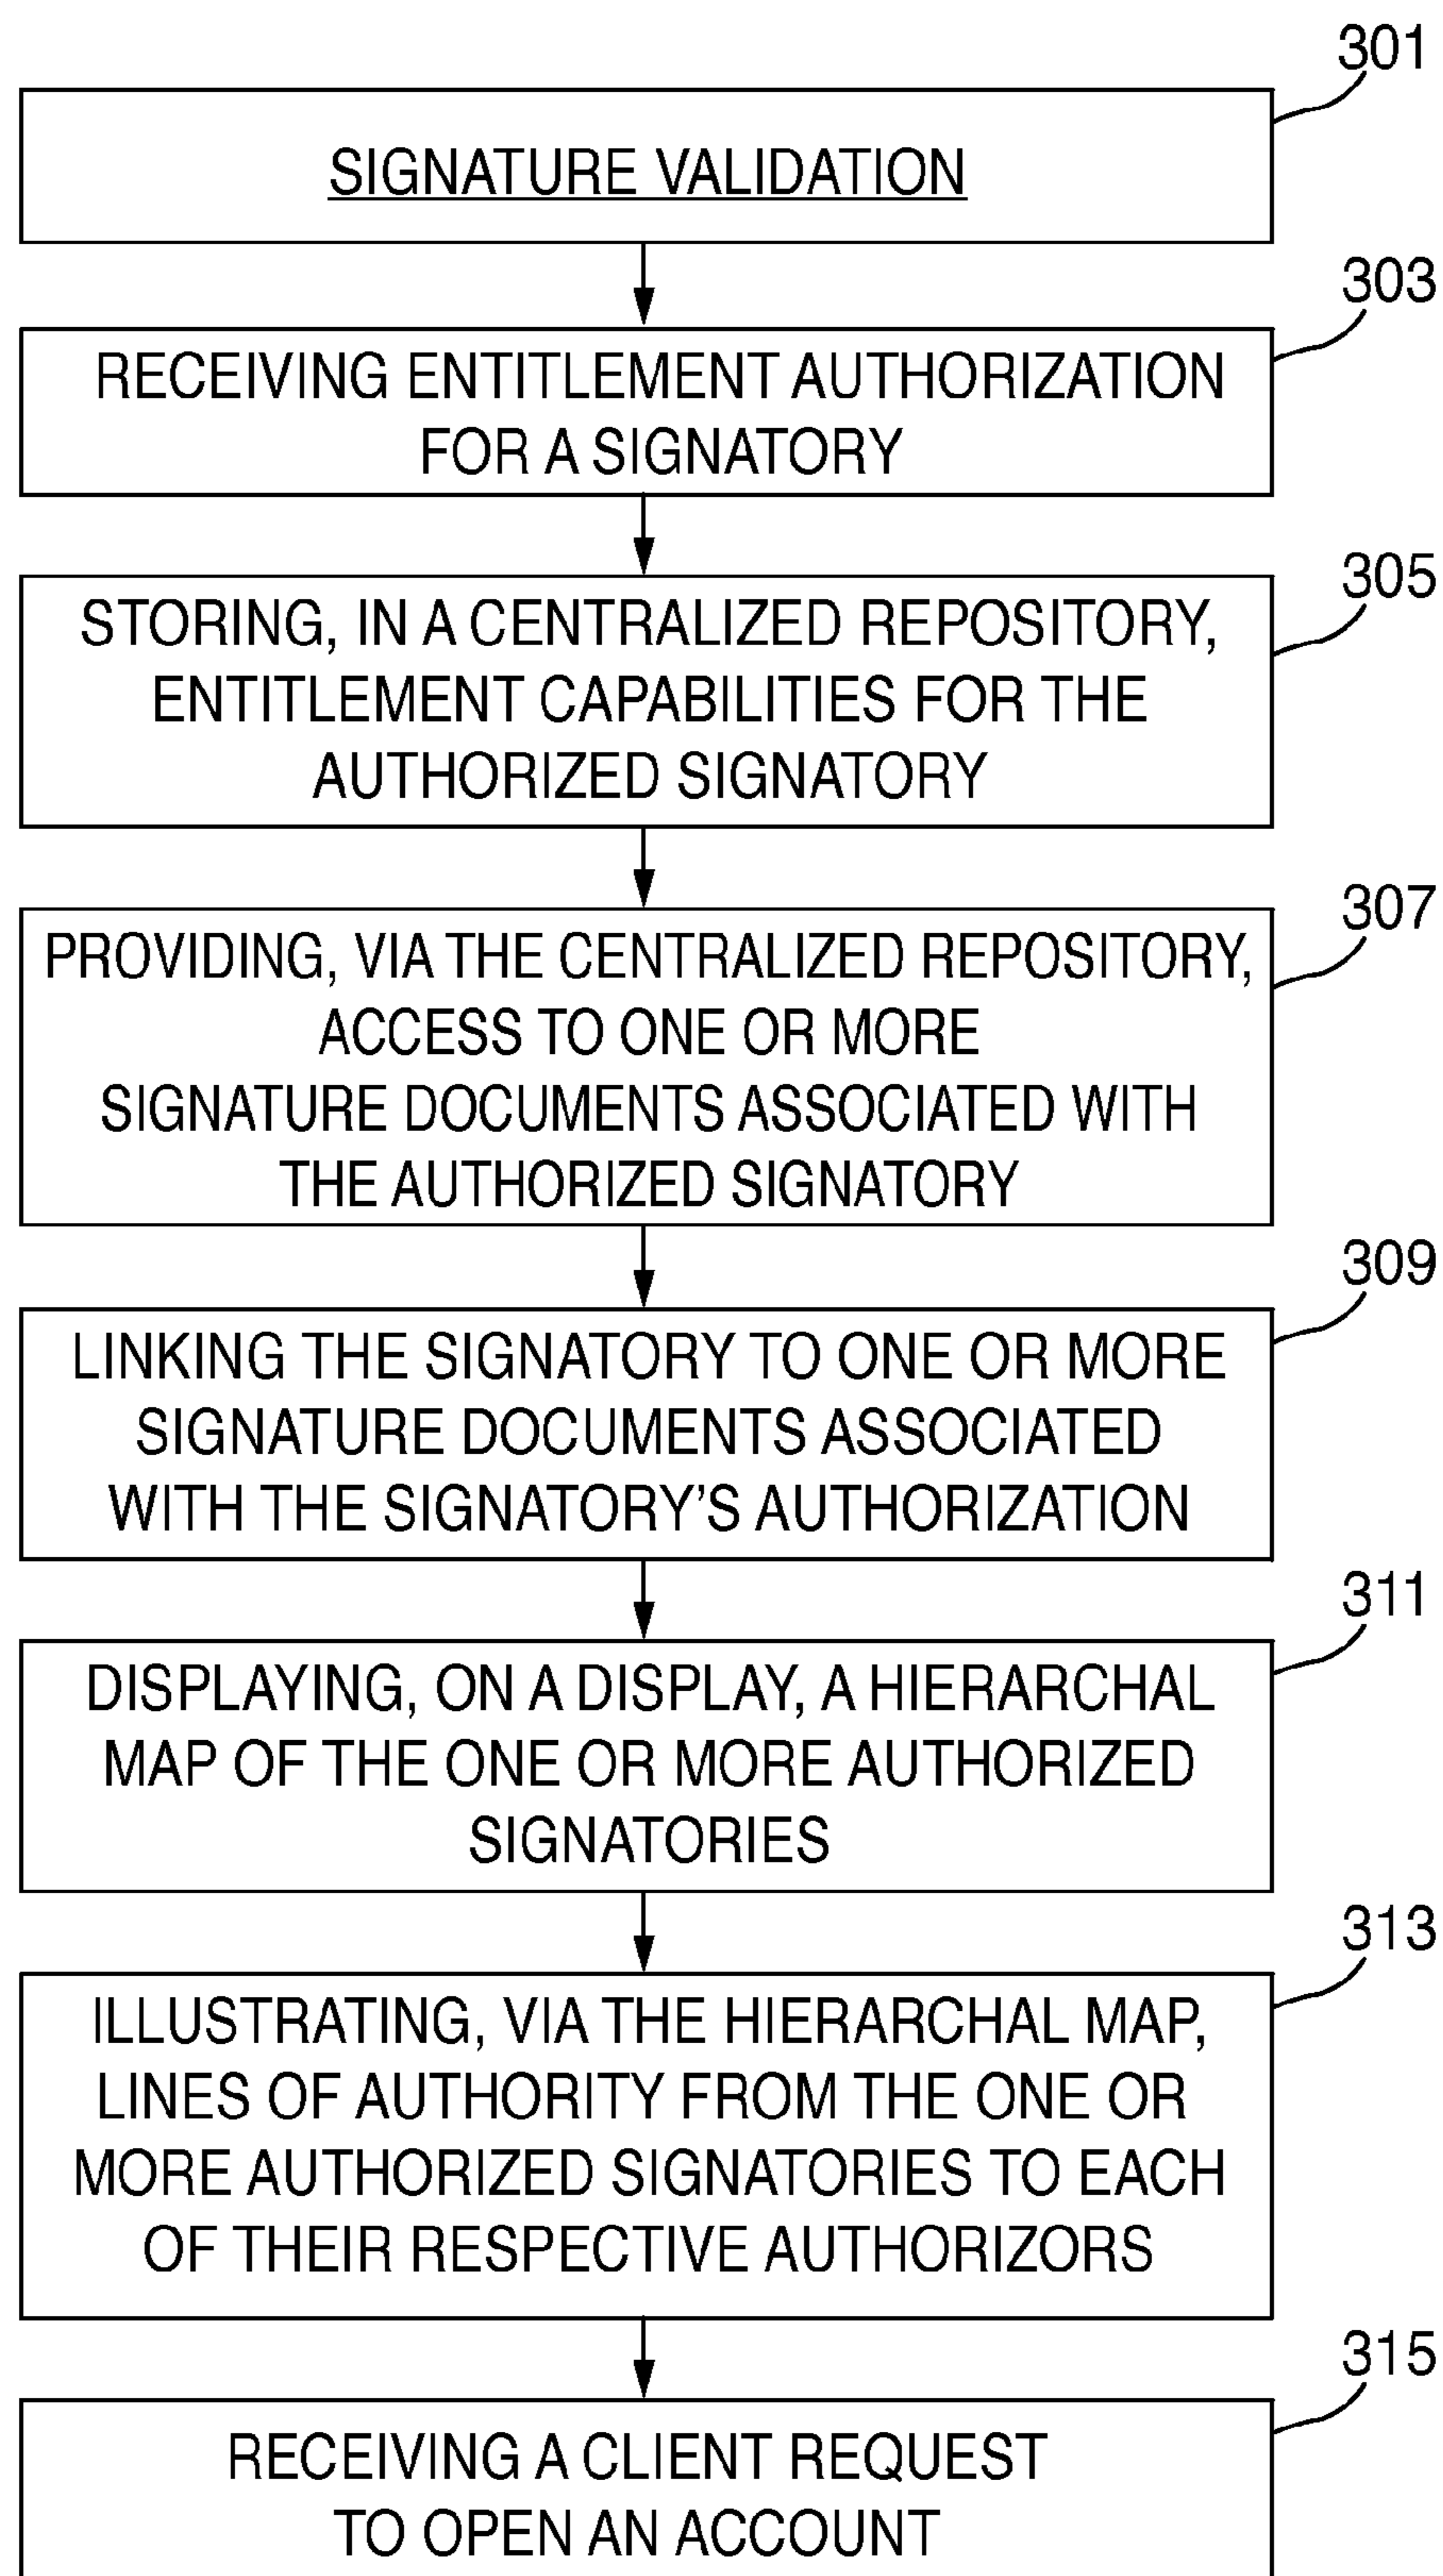 301
SIGNATURE VALIDATION
303
RECEIVING ENTITLEMENT AUTHORIZATION
FOR A SIGNATORY
305
STORING, IN A CENTRALIZED REPOSITORY,
ENTITLEMENT CAPABILITIES FOR THE
AUTHORIZED SIGNATORY
307
PROVIDING, VIA THE CENTRALIZED REPOSITORY,
ACCESS TO ONE OR MORE
SIGNATURE DOCUMENTS ASSOCIATED WITH
THE AUTHORIZED SIGNATORY
309
LINKING THE SIGNATORY TO ONE OR MORE
SIGNATURE DOCUMENTS ASSOCIATED
WITH THE SIGNATORY’S AUTHORIZATION
311
DISPLAYING, ON A DISPLAY, A HIERARCHAL
MAP OF THE ONE OR MORE AUTHORIZED
SIGNATORIES
313
ILLUSTRATING, VIA THE HIERARCHAL MAP,
LINES OF AUTHORITY FROM THE ONE OR
MORE AUTHORIZED SIGNATORIES TO EACH
OF THEIR RESPECTIVE AUTHORIZORS
315
RECEIVING A CLIENT REQUEST
TO OPEN AN ACCOUNT